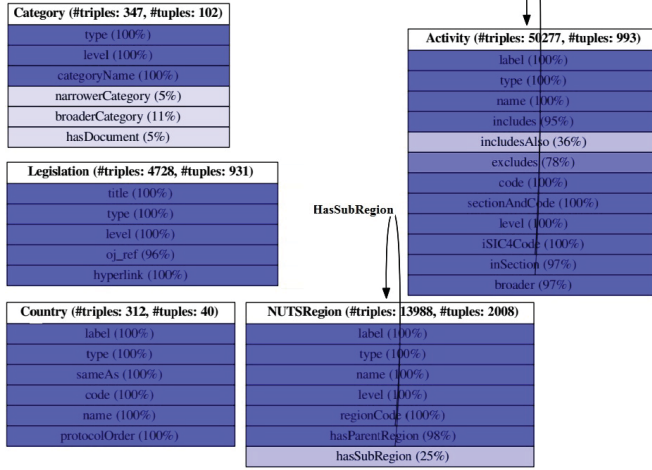 Category (#triples: 347, #tuples: 102)
type (100%)
level (100%)
categoryName (100%)
narrowerCategory (5%)
broaderCategory (11%)
hasDocument (5%)
Legislation (#triples: 4728, #tuples: 931)
title (100%)
type (100%)
level (100%)
oj_ref (96%)
hyperlink (100%)
Country (#triples: 312, #tuples: 40)
label (100%)
type (100%)
sameAs (100%)
code (100%)
name (100%)
protocolOrder (100%)
HasSubRegion
NUTSRegion (#triples: 13988, #tuples: 2008)
label (100%)
type (100%)
name (100%)
level (100%)
regionCode (100%)
hasParentRegion (98%)
hasSubRegion (25%)
Activity (#triples: 50277, #tuples: 993)
label (100%)
type (100%)
name (100%)
includes (95%)
includesAlso (36%)
excludes (78%)
code (100%)
sectionAndCode (100%)
level (100%)
iSIC4Code (100%)
inSection (97%)
broader (97%)